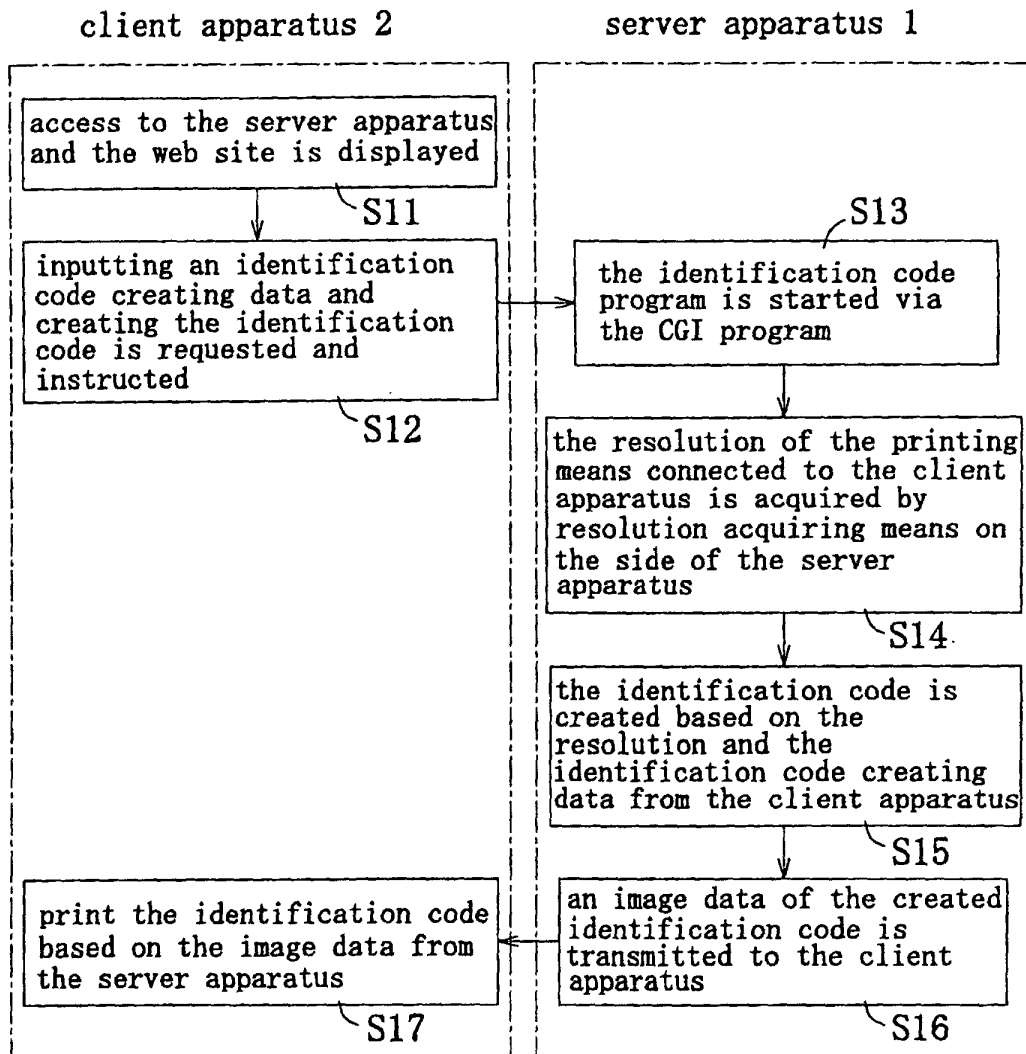 client apparatus 2
server apparatus 1
access to the server apparatus
and the web site is displayed
S11
inputting an identification
code creating data and
creating the identification
code is requested and
instructed
S12
S13
the identification code
program is started via
the CGI program
the resolution of the printing
means connected to the client
apparatus is acquired by
resolution acquiring means on
the side of the server
apparatus
S14
the identification code is
created based on the
resolution and the
identification code creating
data from the client apparatus
S15
an image data of the created
identification code is
transmitted to the client
apparatus
S16
print the identification code
based on the image data from
the server apparatus
S17